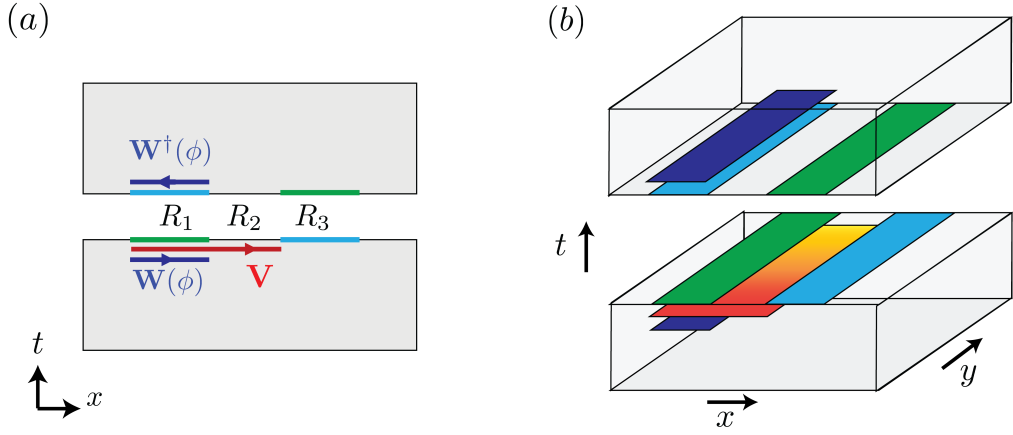 (a)
W†(ϕ)
R₁ R₂ R₃
W(ϕ) V
t
x
(b)
t
y
x